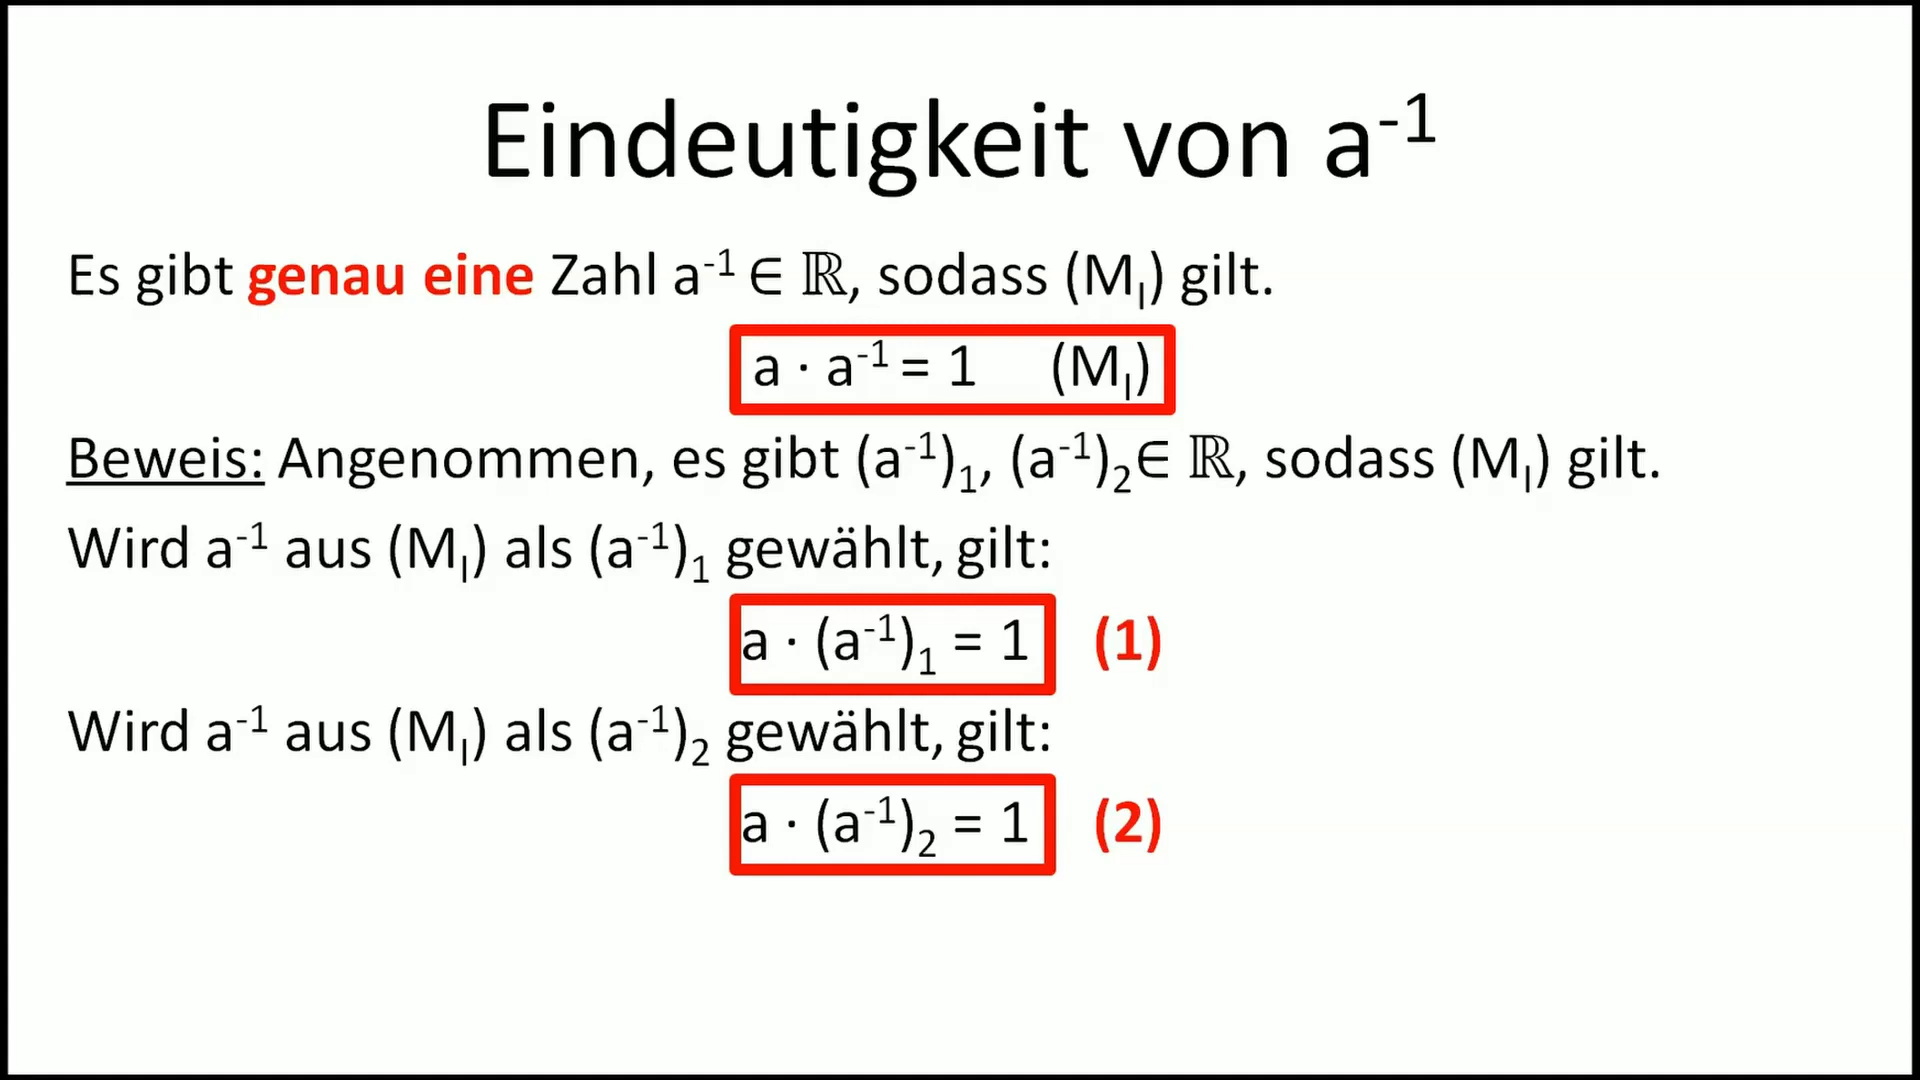 Eindeutigkeit von a⁻¹
Es gibt genau eine Zahl a⁻¹ ∈ ℝ, sodass (M_I) gilt.
a · a⁻¹ = 1 (M_I)
Beweis: Angenommen, es gibt (a⁻¹)₁, (a⁻¹)₂∈ ℝ, sodass (M_I) gilt.
Wird a⁻¹ aus (M_I) als (a⁻¹)₁ gewählt, gilt:
a · (a⁻¹)₁ = 1 (1)
Wird a⁻¹ aus (M_I) als (a⁻¹)₂ gewählt, gilt:
a · (a⁻¹)₂ = 1 (2)